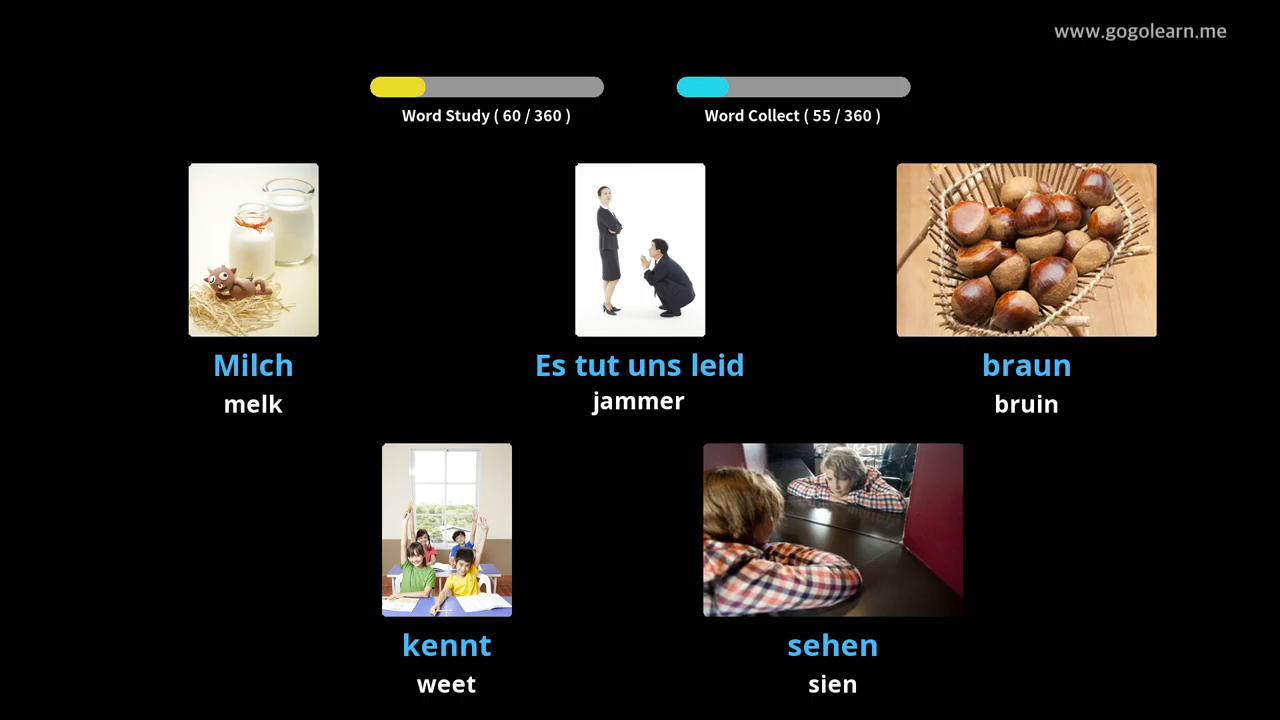 www.gogolearn.me
Word Study ( 60 / 360 )
Word Collect ( 55 / 360 )
Milch
melk
Es tut uns leid
jammer
braun
bruin
kennt
weet
sehen
sien